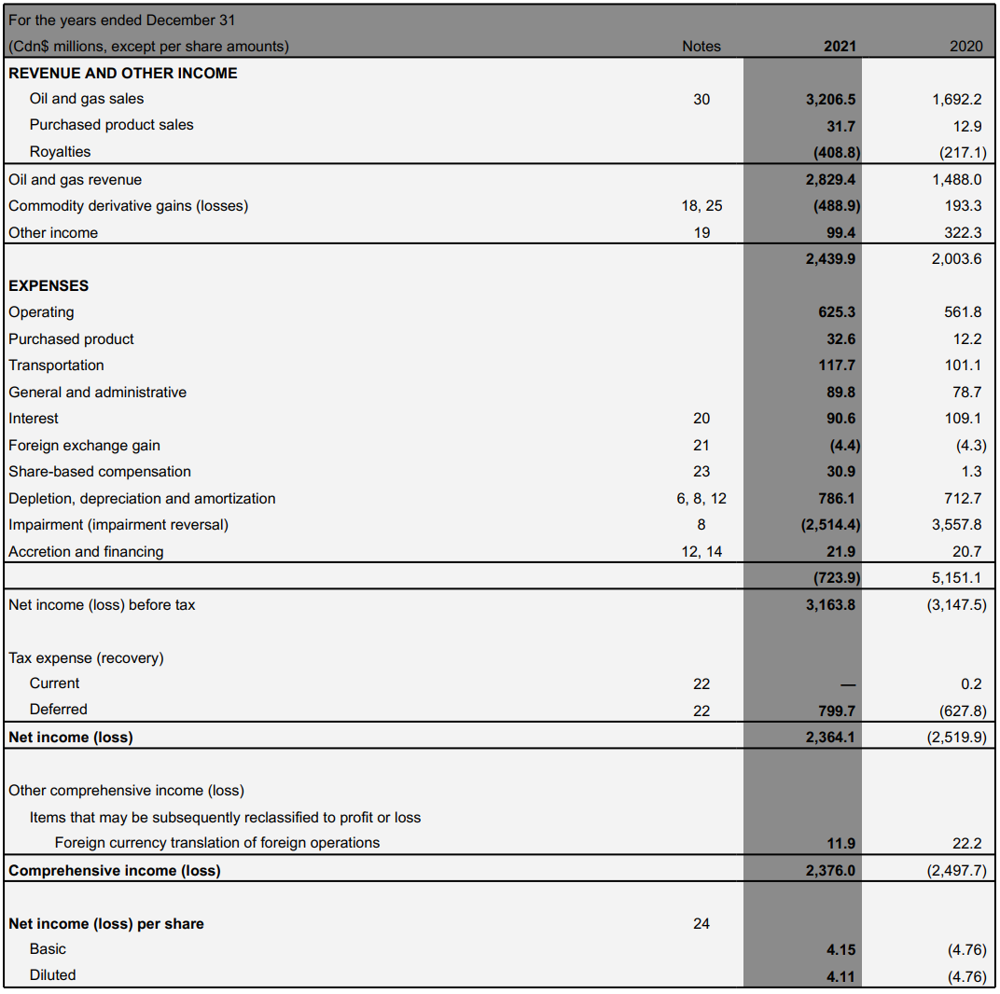 For the years ended December 31
(Cdn$ millions, except per share amounts) Notes 2021 2020
REVENUE AND OTHER INCOME
Oil and gas sales 30 3,206.5 1,692.2
Purchased product sales 31.7 12.9
Royalties (408.8) (217.1)
Oil and gas revenue 2,829.4 1,488.0
Commodity derivative gains (losses) 18, 25 (488.9) 193.3
Other income 19 99.4 322.3
2,439.9 2,003.6
EXPENSES
Operating 625.3 561.8
Purchased product 32.6 12.2
Transportation 117.7 101.1
General and administrative 89.8 78.7
Interest 20 90.6 109.1
Foreign exchange gain 21 (4.4) (4.3)
Share-based compensation 23 30.9 1.3
Depletion, depreciation and amortization 6, 8, 12 786.1 712.7
Impairment (impairment reversal) 8 (2,514.4) 3,557.8
Accretion and financing 12, 14 21.9 20.7
(723.9) 5,151.1
Net income (loss) before tax 3,163.8 (3,147.5)
Tax expense (recovery)
Current 22 — 0.2
Deferred 22 799.7 (627.8)
Net income (loss) 2,364.1 (2,519.9)
Other comprehensive income (loss)
Items that may be subsequently reclassified to profit or loss
Foreign currency translation of foreign operations 11.9 22.2
Comprehensive income (loss) 2,376.0 (2,497.7)
Net income (loss) per share 24
Basic 4.15 (4.76)
Diluted 4.11 (4.76)